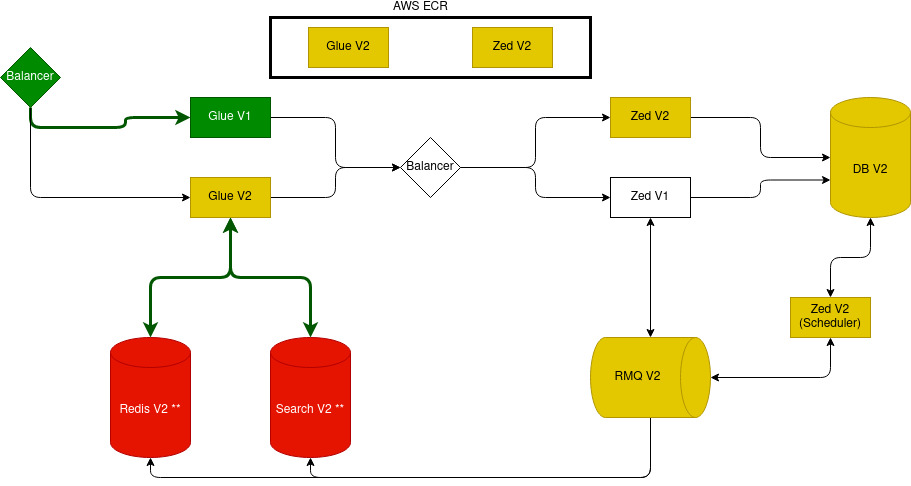 AWS ECR
Glue V2
Zed V2
Balancer
Glue V1
Zed V2
Balancer
DB V2
Glue V2
Zed V1
Zed V2
(Scheduler)
RMQ V2
Redis V2 **
Search V2 **